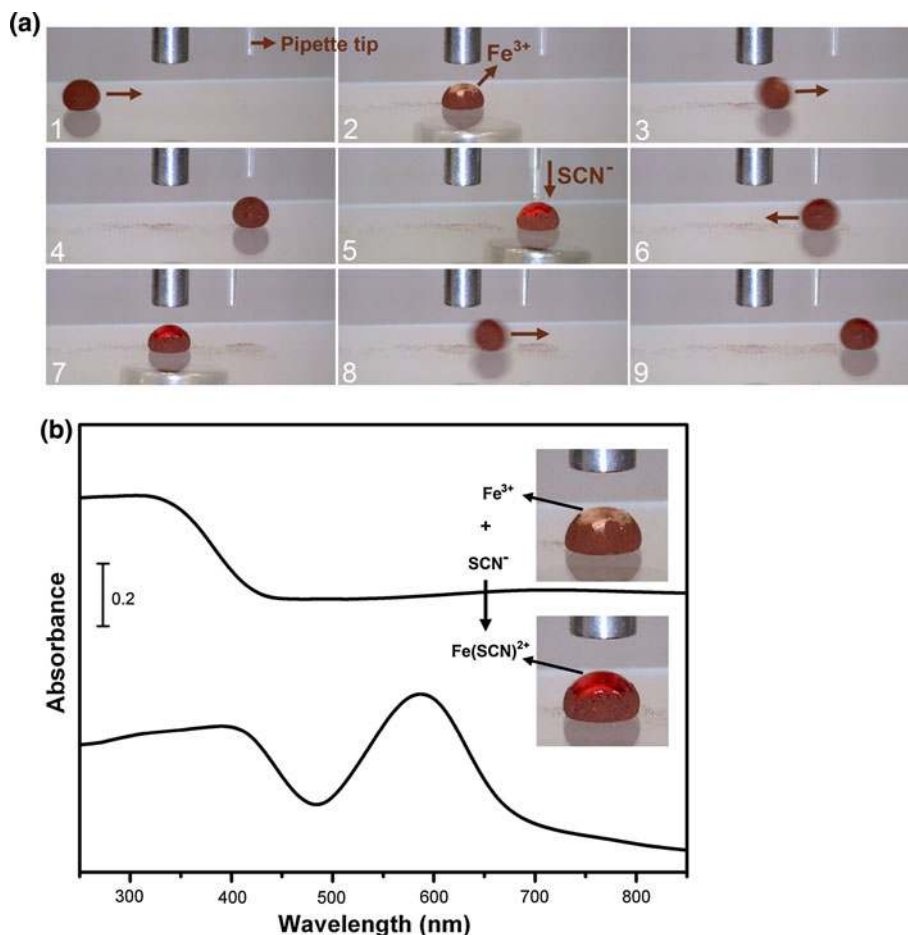 (a)
Pipette tip
Fe³⁺
1
2
3
SCN⁻
4
5
6
7
8
9
(b)
Fe³⁺
+
SCN⁻
0.2
Fe(SCN)²⁺
Absorbance
300 400 500 600 700 800
Wavelength (nm)